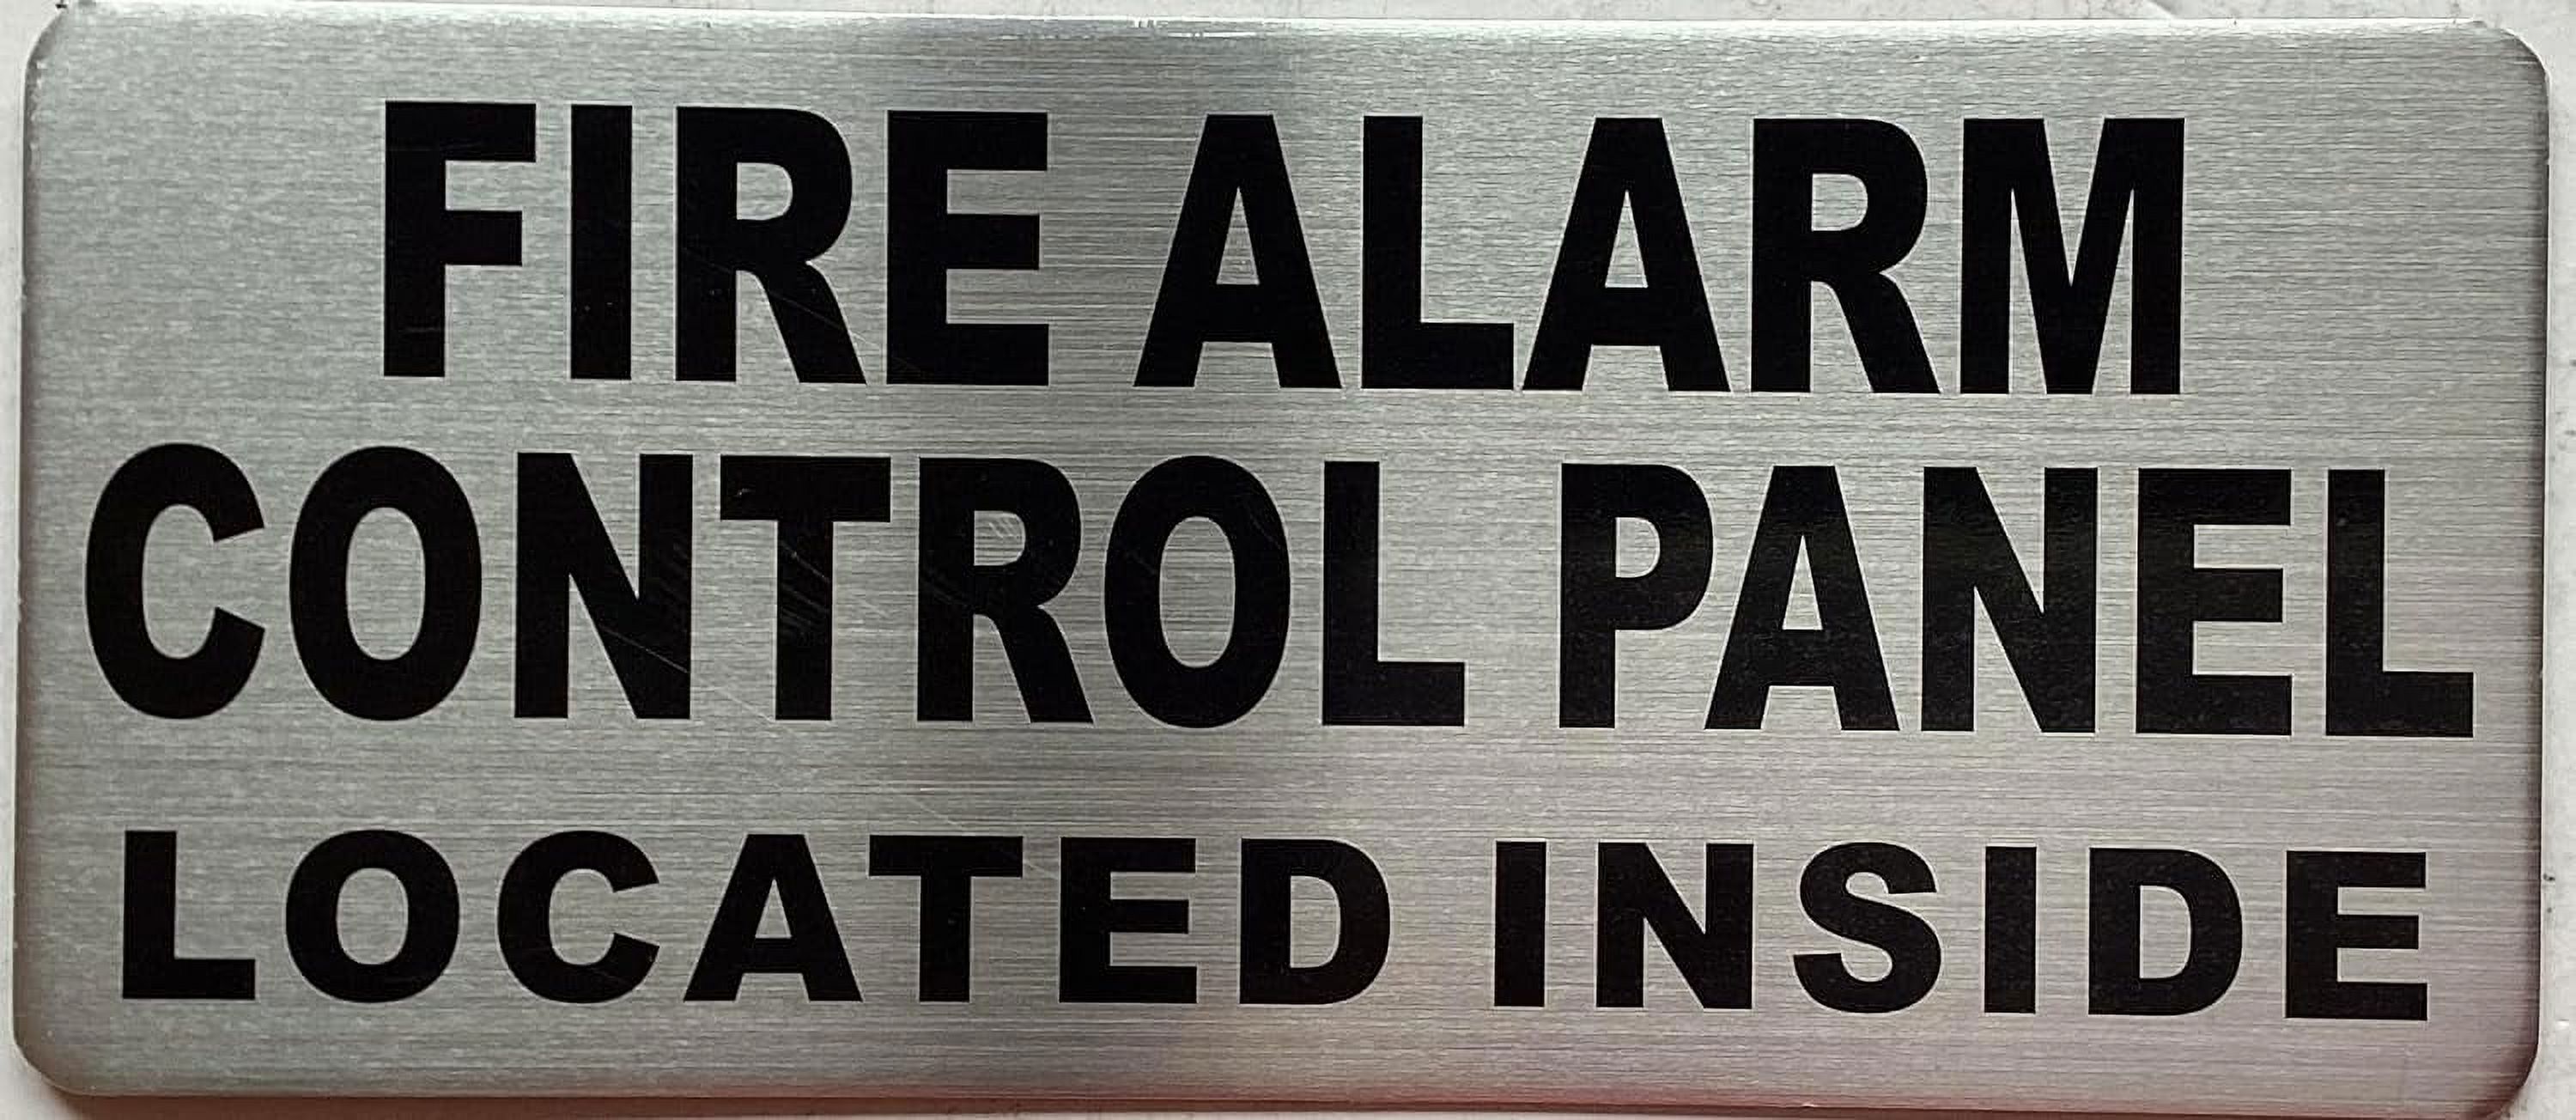 FIRE ALARM
CONTROL PANEL
LOCATED INSIDE